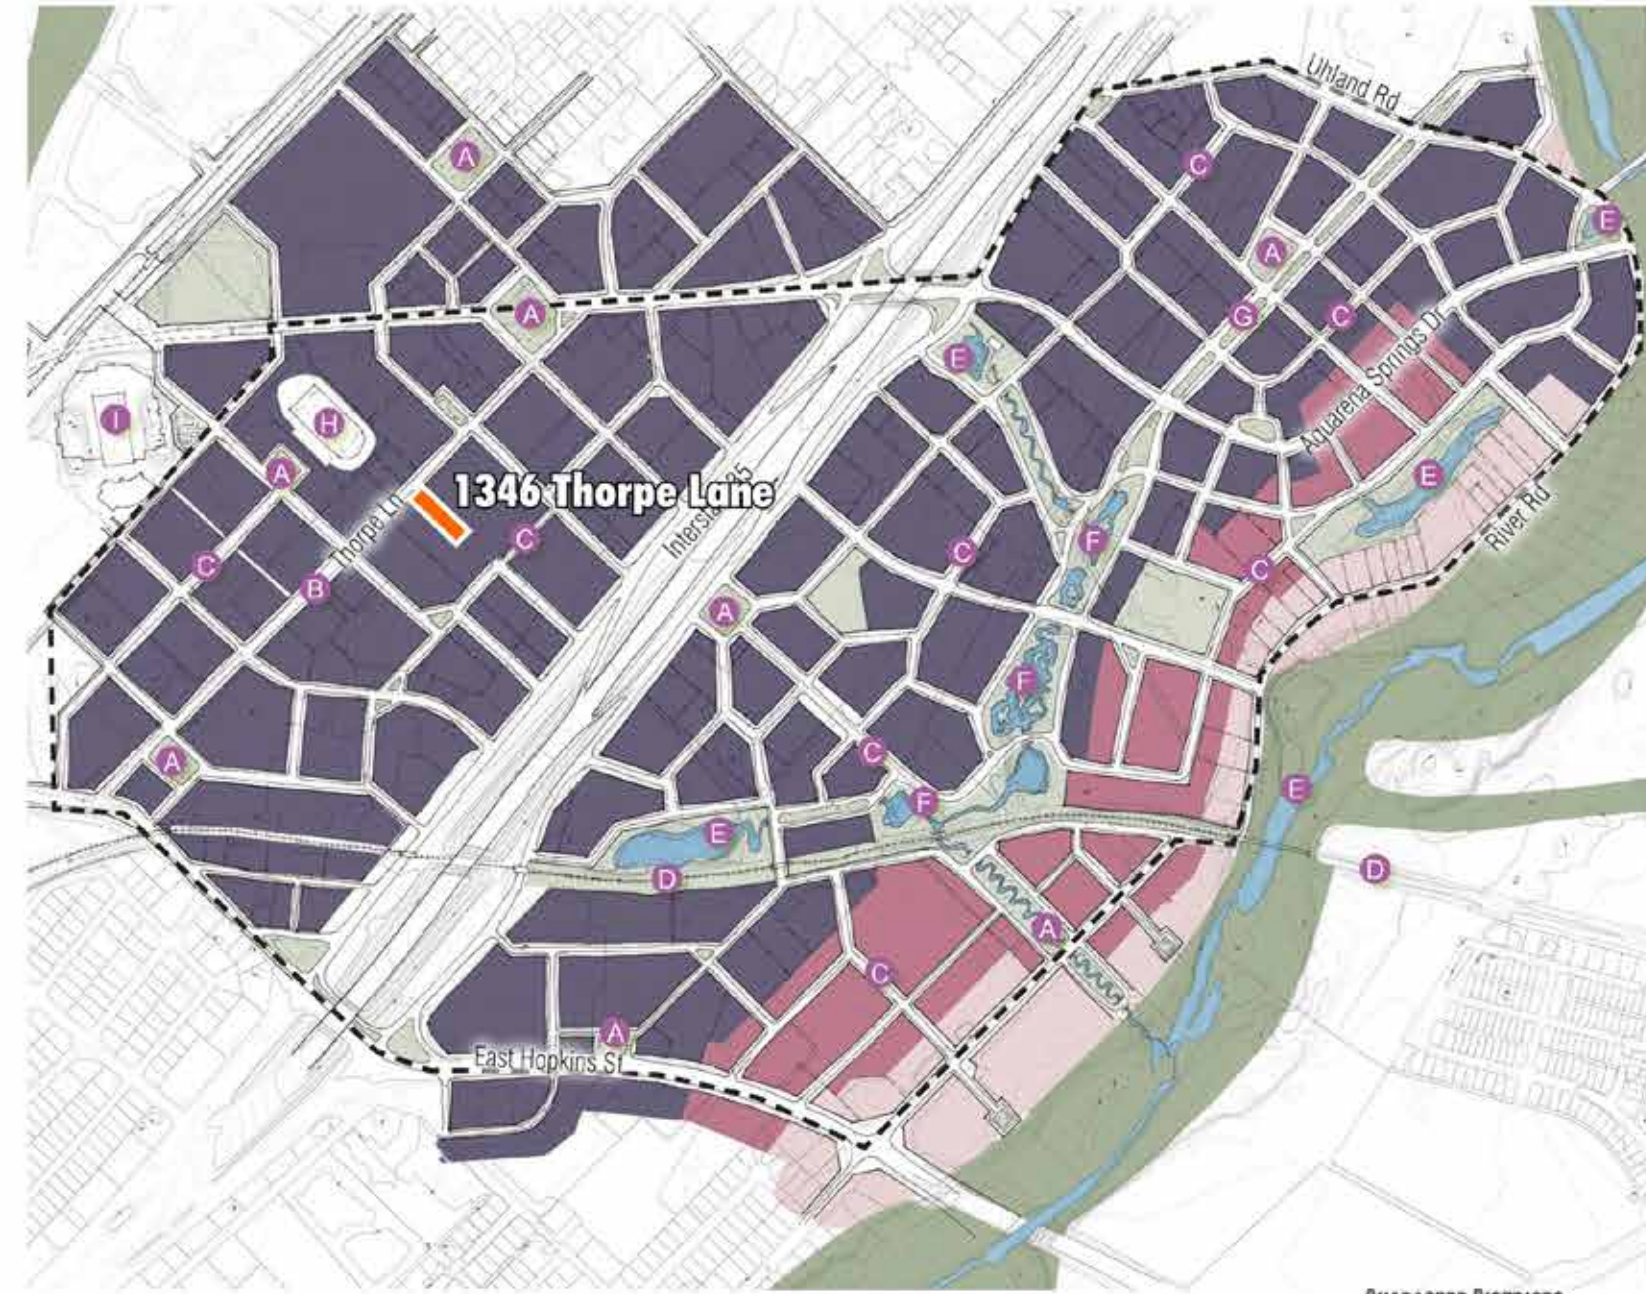 Uhland Rd
A
C
E
A
A
G
C
Aquarena Springs Dr
E
I
H
A
E
1346 Thorpe Lane
Thorpe Ln
Interstate 35
River Rd
C
F
C
C
C
B
A
F
A
C
E
F
E
D
D
A
C
A
East Hopkins St